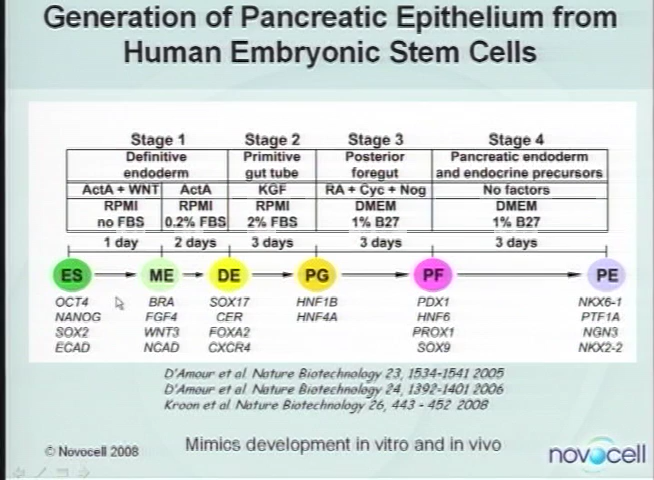 Generation of Pancreatic Epithelium from
Human Embryonic Stem Cells
Stage 1 Stage 2 Stage 3 Stage 4
Definitive endoderm Primitive gut tube Posterior foregut Pancreatic endoderm and endocrine precursors
ActA + WNT ActA KGF RA + Cyc + Nog No factors
RPMI RPMI RPMI DMEM DMEM
no FBS 0.2% FBS 2% FBS 1% B27 1% B27
1 day 2 days 3 days 3 days 3 days
ES ME DE PG PF PE
OCT4 BRA SOX17 HNF1B PDX1 NKX6-1
NANOG FGF4 CER HNF4A HNF6 PTF1A
SOX2 WNT3 FOXA2 PROX1 NGN3
ECAD NCAD CXCR4 SOX9 NKX2-2
D'Amour et al. Nature Biotechnology 23, 1534-1541 2005
D'Amour et al. Nature Biotechnology 24, 1392-1401 2006
Kroon et al. Nature Biotechnology 26, 443 - 452 2008
Mimics development in vitro and in vivo
© Novocell 2008
novocell